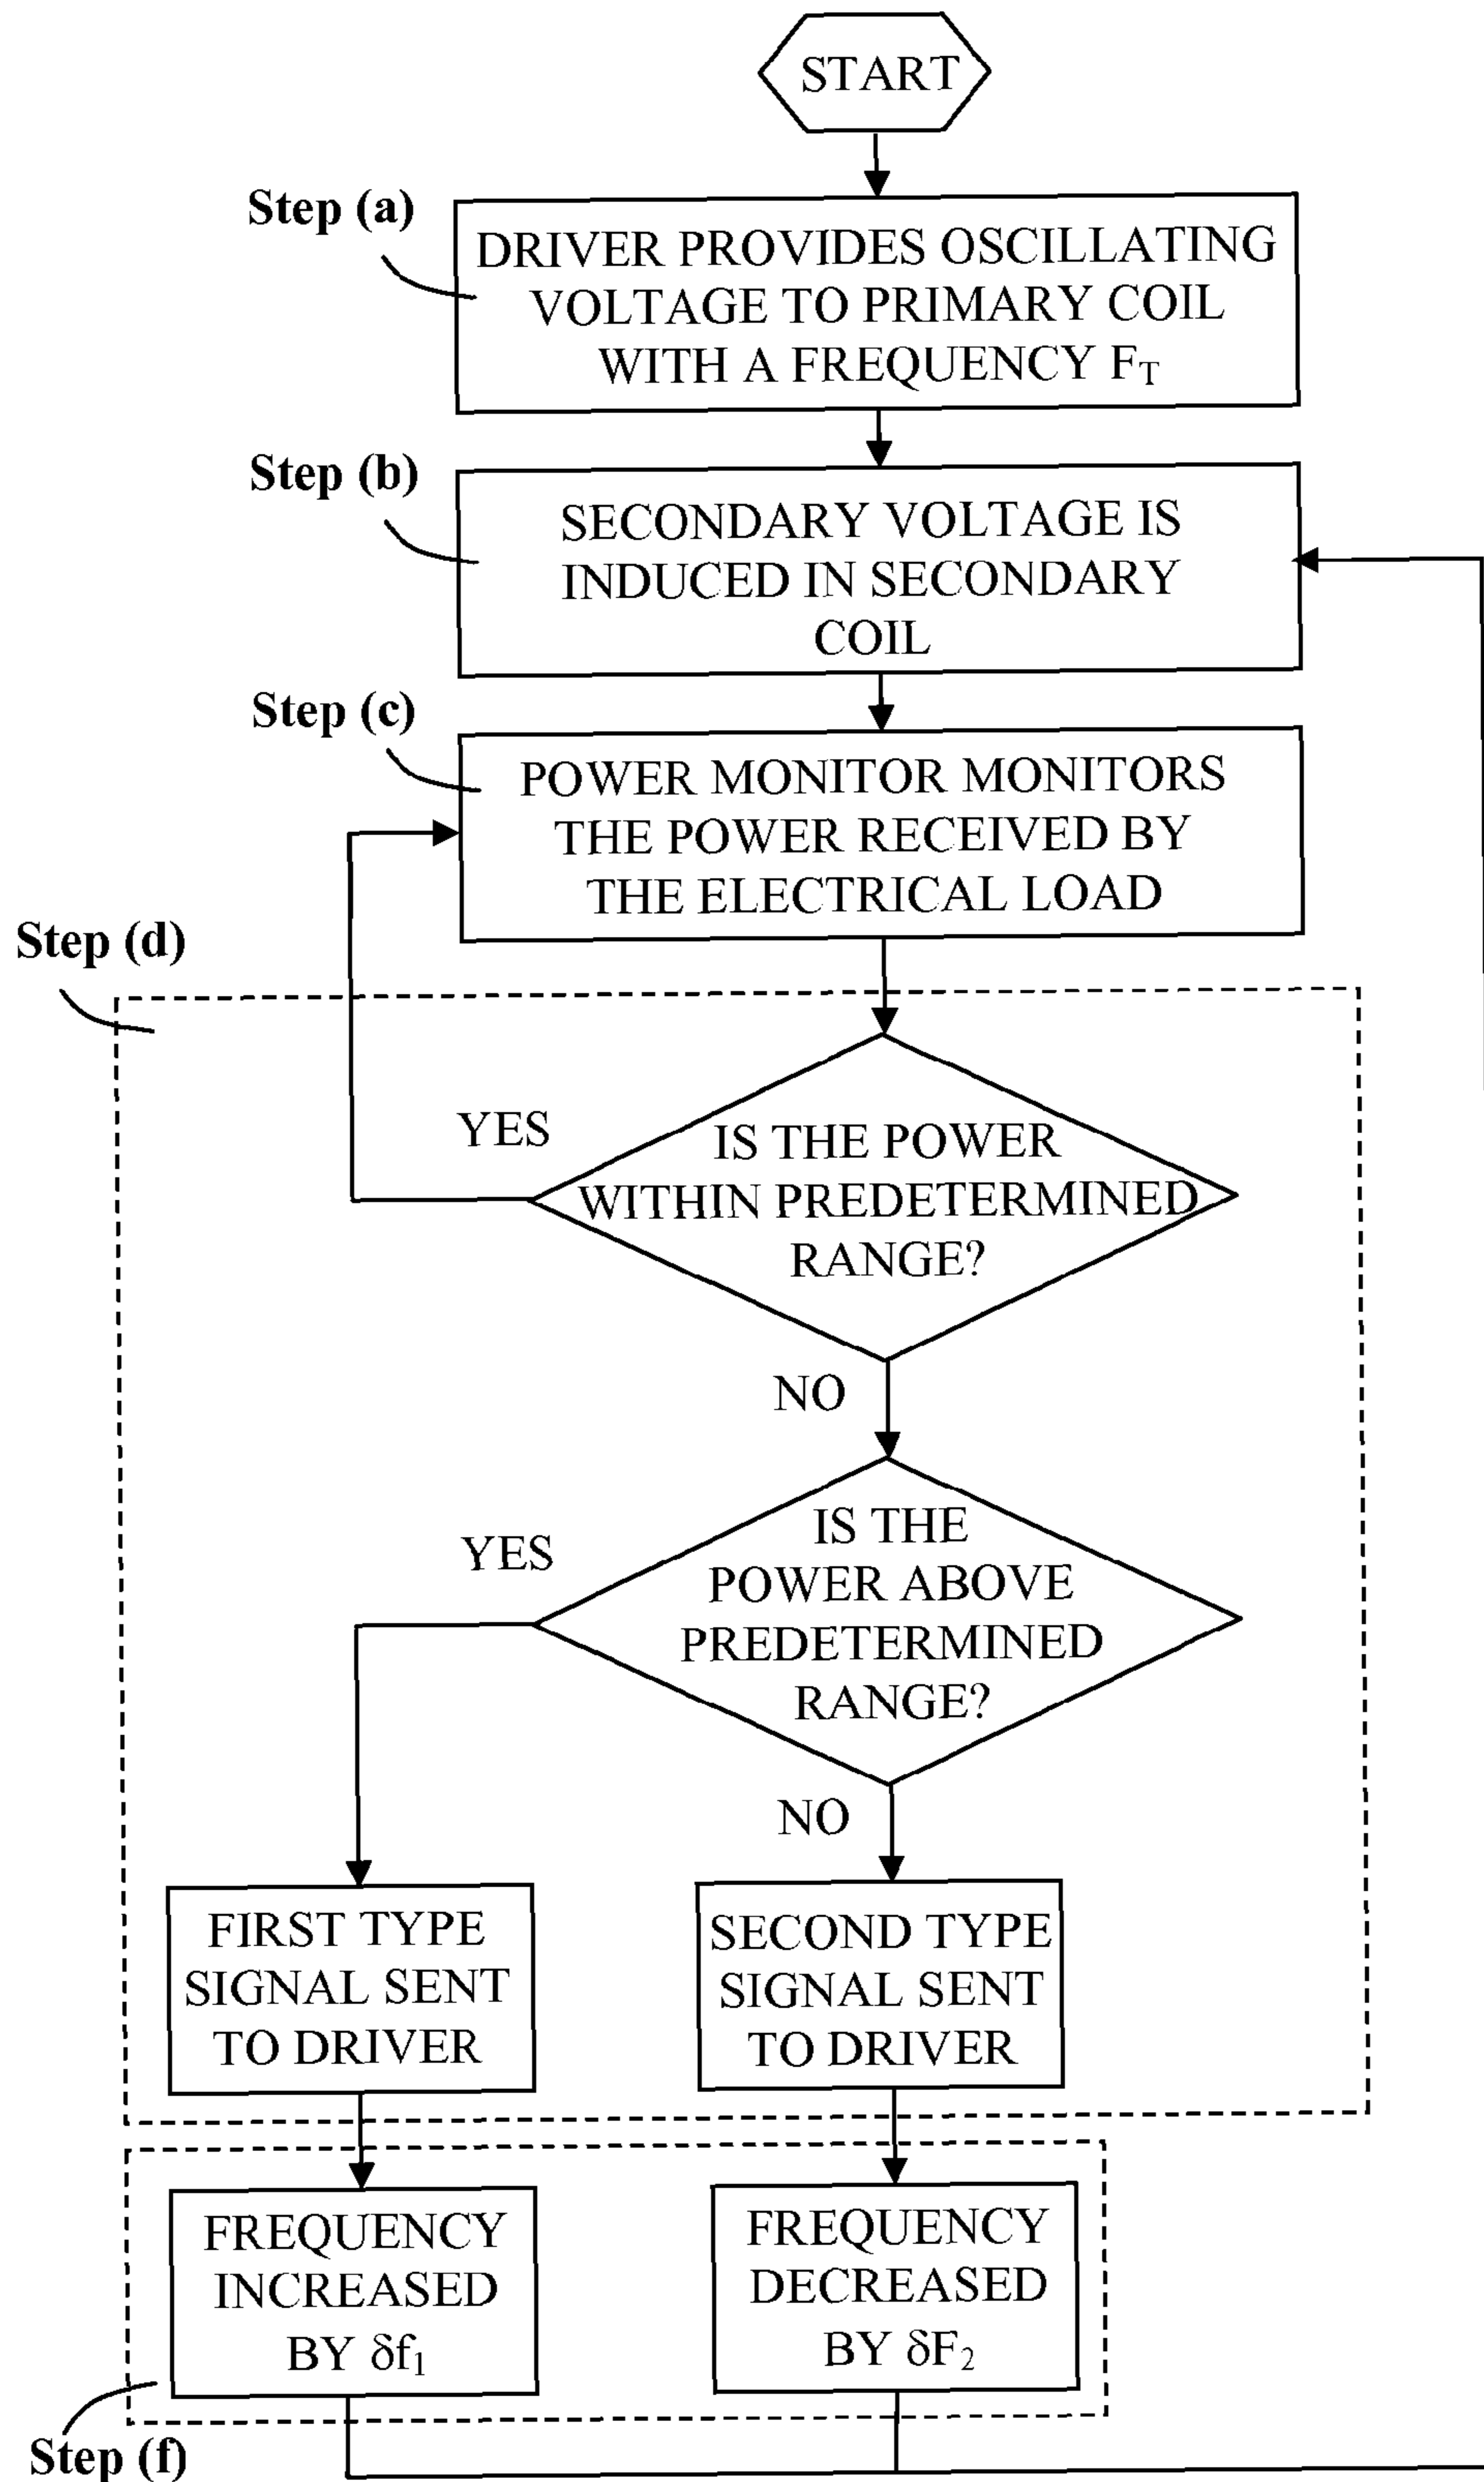 START
Step (a)
DRIVER PROVIDES OSCILLATING
VOLTAGE TO PRIMARY COIL
WITH A FREQUENCY F_T
Step (b)
SECONDARY VOLTAGE IS
INDUCED IN SECONDARY
COIL
Step (c)
POWER MONITOR MONITORS
THE POWER RECEIVED BY
THE ELECTRICAL LOAD
Step (d)
YES
IS THE POWER
WITHIN PREDETERMINED
RANGE?
NO
YES
IS THE
POWER ABOVE
PREDETERMINED
RANGE?
NO
FIRST TYPE
SIGNAL SENT
TO DRIVER
SECOND TYPE
SIGNAL SENT
TO DRIVER
FREQUENCY
INCREASED
BY δf₁
FREQUENCY
DECREASED
BY δF₂
Step (f)